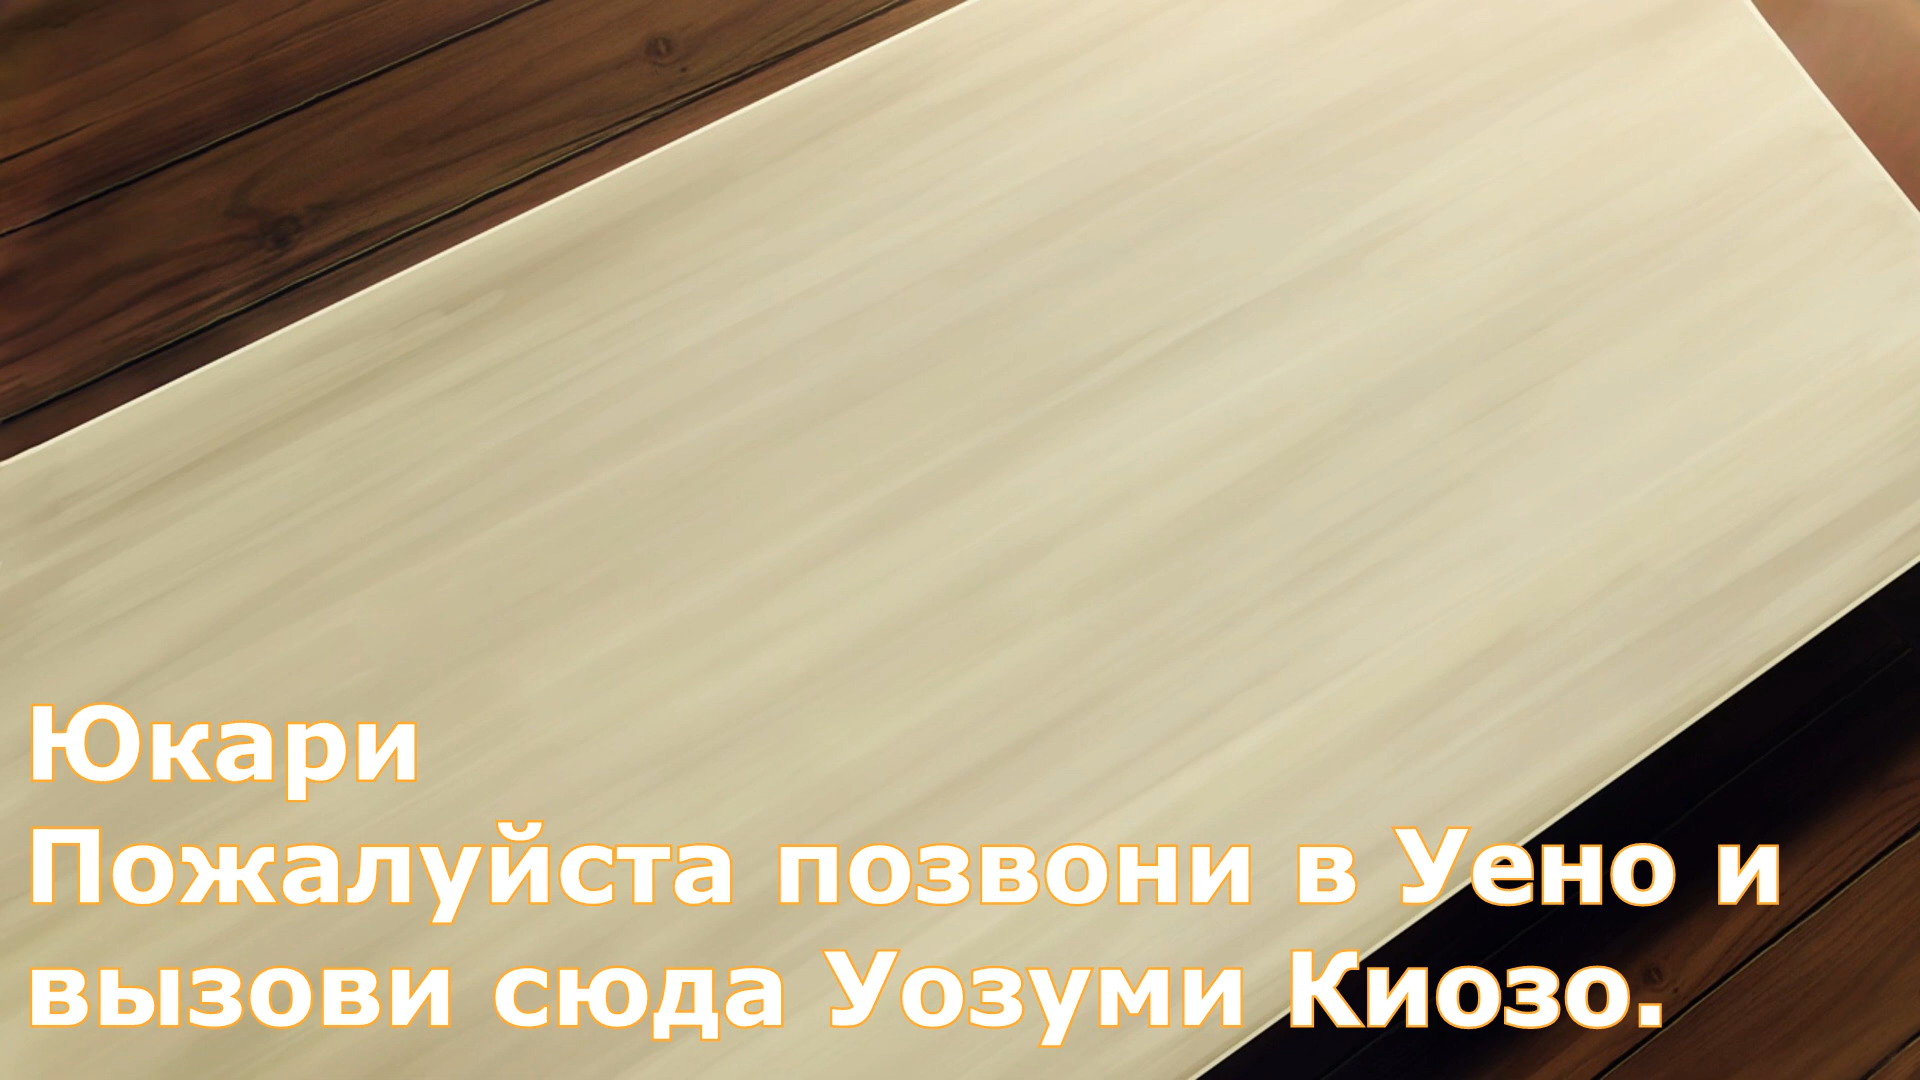 Юкари
Пожалуйста позвони в Уено и
вызови сюда Уозуми Киозо.